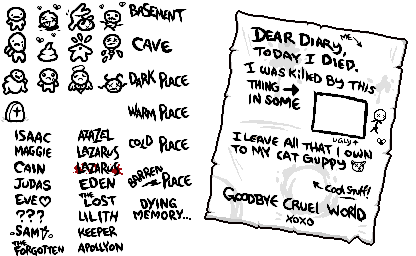 BASEMENT
CAVE
DARK PLACE
WARM PLACE
COLD PLACE
BARREN PLACE
DYING
MEMORY...
ISAAC
MAGGIE
CAIN
JUDAS
EVE♡
???
SAMS
THE
FORGOTTEN
AZAZEL
LAZARUS
LAZARUS
EDEN
THE
LOST
LILITH
KEEPER
APOLLYON
DEAR DIARY,
ME
TODAY I DIED.
I WAS KILLED BY THIS
THING →
IN SOME
UGLY
I LEAVE ALL THAT I OWN
TO MY CAT GUPPY
COOL STUFF!
GOODBYE CRUEL WORLD
XOXO